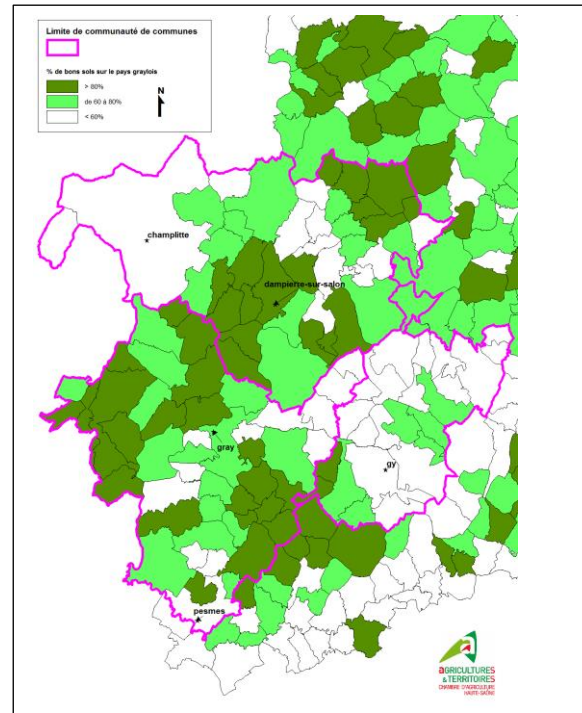 Limite de communauté de communes
% de bons sols sur le pays graylois
> 80%
de 60 à 80%
< 60%
N
champlitte
dampierre-sur-salon
gray
gy
pesmes
aGRICULTURES
& TERRITOIRES
CHAMBRE D'AGRICULTURE
HAUTE-SAÔNE